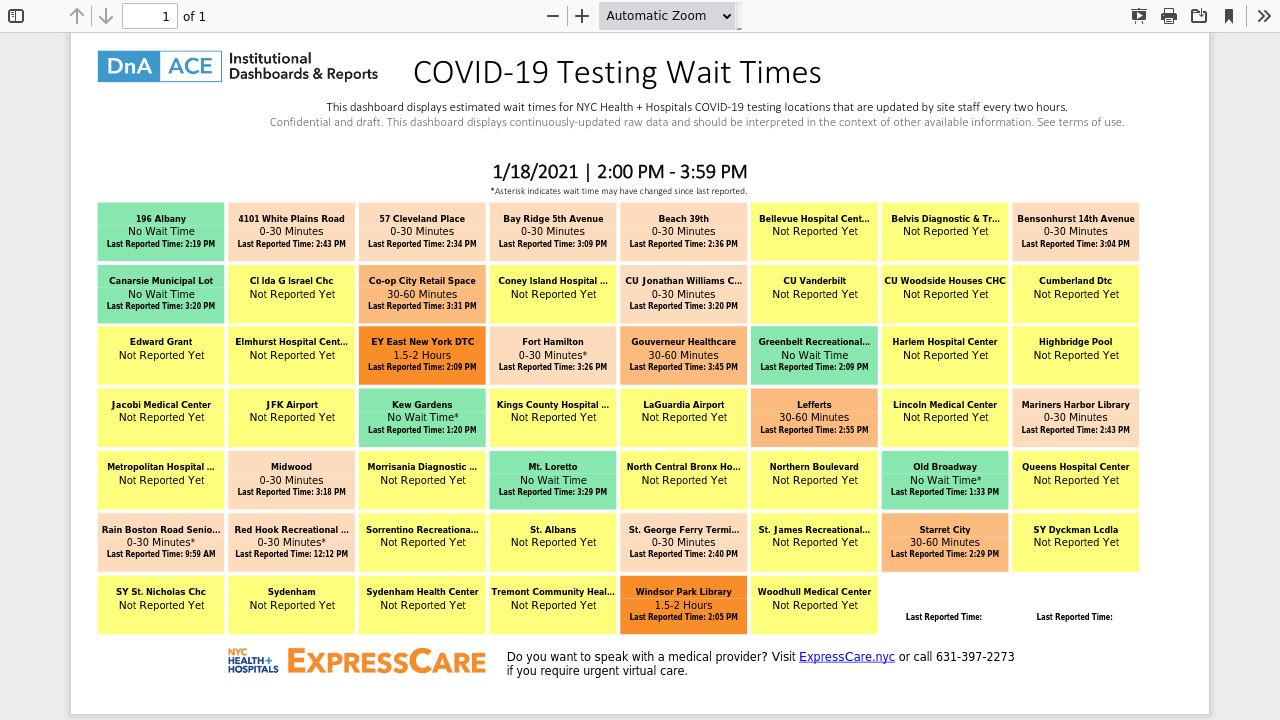 1
of 1
Automatic Zoom
DnA ACE Institutional Dashboards & Reports
COVID-19 Testing Wait Times
This dashboard displays estimated wait times for NYC Health + Hospitals COVID-19 testing locations that are updated by site staff every two hours.
Confidential and draft. This dashboard displays continuously-updated raw data and should be interpreted in the context of other available information. See terms of use.
1/18/2021 | 2:00 PM - 3:59 PM
*Asterisk indicates wait time may have changed since last reported.
196 Albany
No Wait Time
Last Reported Time: 2:19 PM
4101 White Plains Road
0-30 Minutes
Last Reported Time: 2:43 PM
57 Cleveland Place
0-30 Minutes
Last Reported Time: 2:34 PM
Bay Ridge 5th Avenue
0-30 Minutes
Last Reported Time: 3:09 PM
Beach 39th
0-30 Minutes
Last Reported Time: 2:36 PM
Bellevue Hospital Cent...
Not Reported Yet
Belvis Diagnostic & Tr...
Not Reported Yet
Bensonhurst 14th Avenue
0-30 Minutes
Last Reported Time: 3:04 PM
Canarsie Municipal Lot
No Wait Time
Last Reported Time: 3:20 PM
Cl Ida G Israel Chc
Not Reported Yet
Co-op City Retail Space
30-60 Minutes
Last Reported Time: 3:31 PM
Coney Island Hospital ...
Not Reported Yet
CU Jonathan Williams C...
0-30 Minutes
Last Reported Time: 3:20 PM
CU Vanderbilt
Not Reported Yet
CU Woodside Houses CHC
Not Reported Yet
Cumberland Dtc
Not Reported Yet
Edward Grant
Not Reported Yet
Elmhurst Hospital Cent...
Not Reported Yet
EY East New York DTC
1.5-2 Hours
Last Reported Time: 2:09 PM
Fort Hamilton
0-30 Minutes*
Last Reported Time: 3:26 PM
Gouverneur Healthcare
30-60 Minutes
Last Reported Time: 3:45 PM
Greenbelt Recreational...
No Wait Time
Last Reported Time: 2:09 PM
Harlem Hospital Center
Not Reported Yet
Highbridge Pool
Not Reported Yet
Jacobi Medical Center
Not Reported Yet
JFK Airport
Not Reported Yet
Kew Gardens
No Wait Time*
Last Reported Time: 1:20 PM
Kings County Hospital ...
Not Reported Yet
LaGuardia Airport
Not Reported Yet
Lefferts
30-60 Minutes
Last Reported Time: 2:55 PM
Lincoln Medical Center
Not Reported Yet
Mariners Harbor Library
0-30 Minutes
Last Reported Time: 2:43 PM
Metropolitan Hospital ...
Not Reported Yet
Midwood
0-30 Minutes
Last Reported Time: 3:18 PM
Morrisania Diagnostic ...
Not Reported Yet
Mt. Loretto
No Wait Time
Last Reported Time: 3:29 PM
North Central Bronx Ho...
Not Reported Yet
Northern Boulevard
Not Reported Yet
Old Broadway
No Wait Time*
Last Reported Time: 1:33 PM
Queens Hospital Center
Not Reported Yet
Rain Boston Road Senio...
0-30 Minutes*
Last Reported Time: 9:59 AM
Red Hook Recreational ...
0-30 Minutes*
Last Reported Time: 12:12 PM
Sorrentino Recreationa...
Not Reported Yet
St. Albans
Not Reported Yet
St. George Ferry Termi...
0-30 Minutes
Last Reported Time: 2:40 PM
St. James Recreational...
Not Reported Yet
Starret City
30-60 Minutes
Last Reported Time: 2:29 PM
SY Dyckman Lcdla
Not Reported Yet
SY St. Nicholas Chc
Not Reported Yet
Sydenham
Not Reported Yet
Sydenham Health Center
Not Reported Yet
Tremont Community Heal...
Not Reported Yet
Windsor Park Library
1.5-2 Hours
Last Reported Time: 2:05 PM
Woodhull Medical Center
Not Reported Yet
Last Reported Time:
Last Reported Time:
NYC HEALTH+ HOSPITALS
EXPRESSCARE
Do you want to speak with a medical provider? Visit ExpressCare.nyc or call 631-397-2273
if you require urgent virtual care.